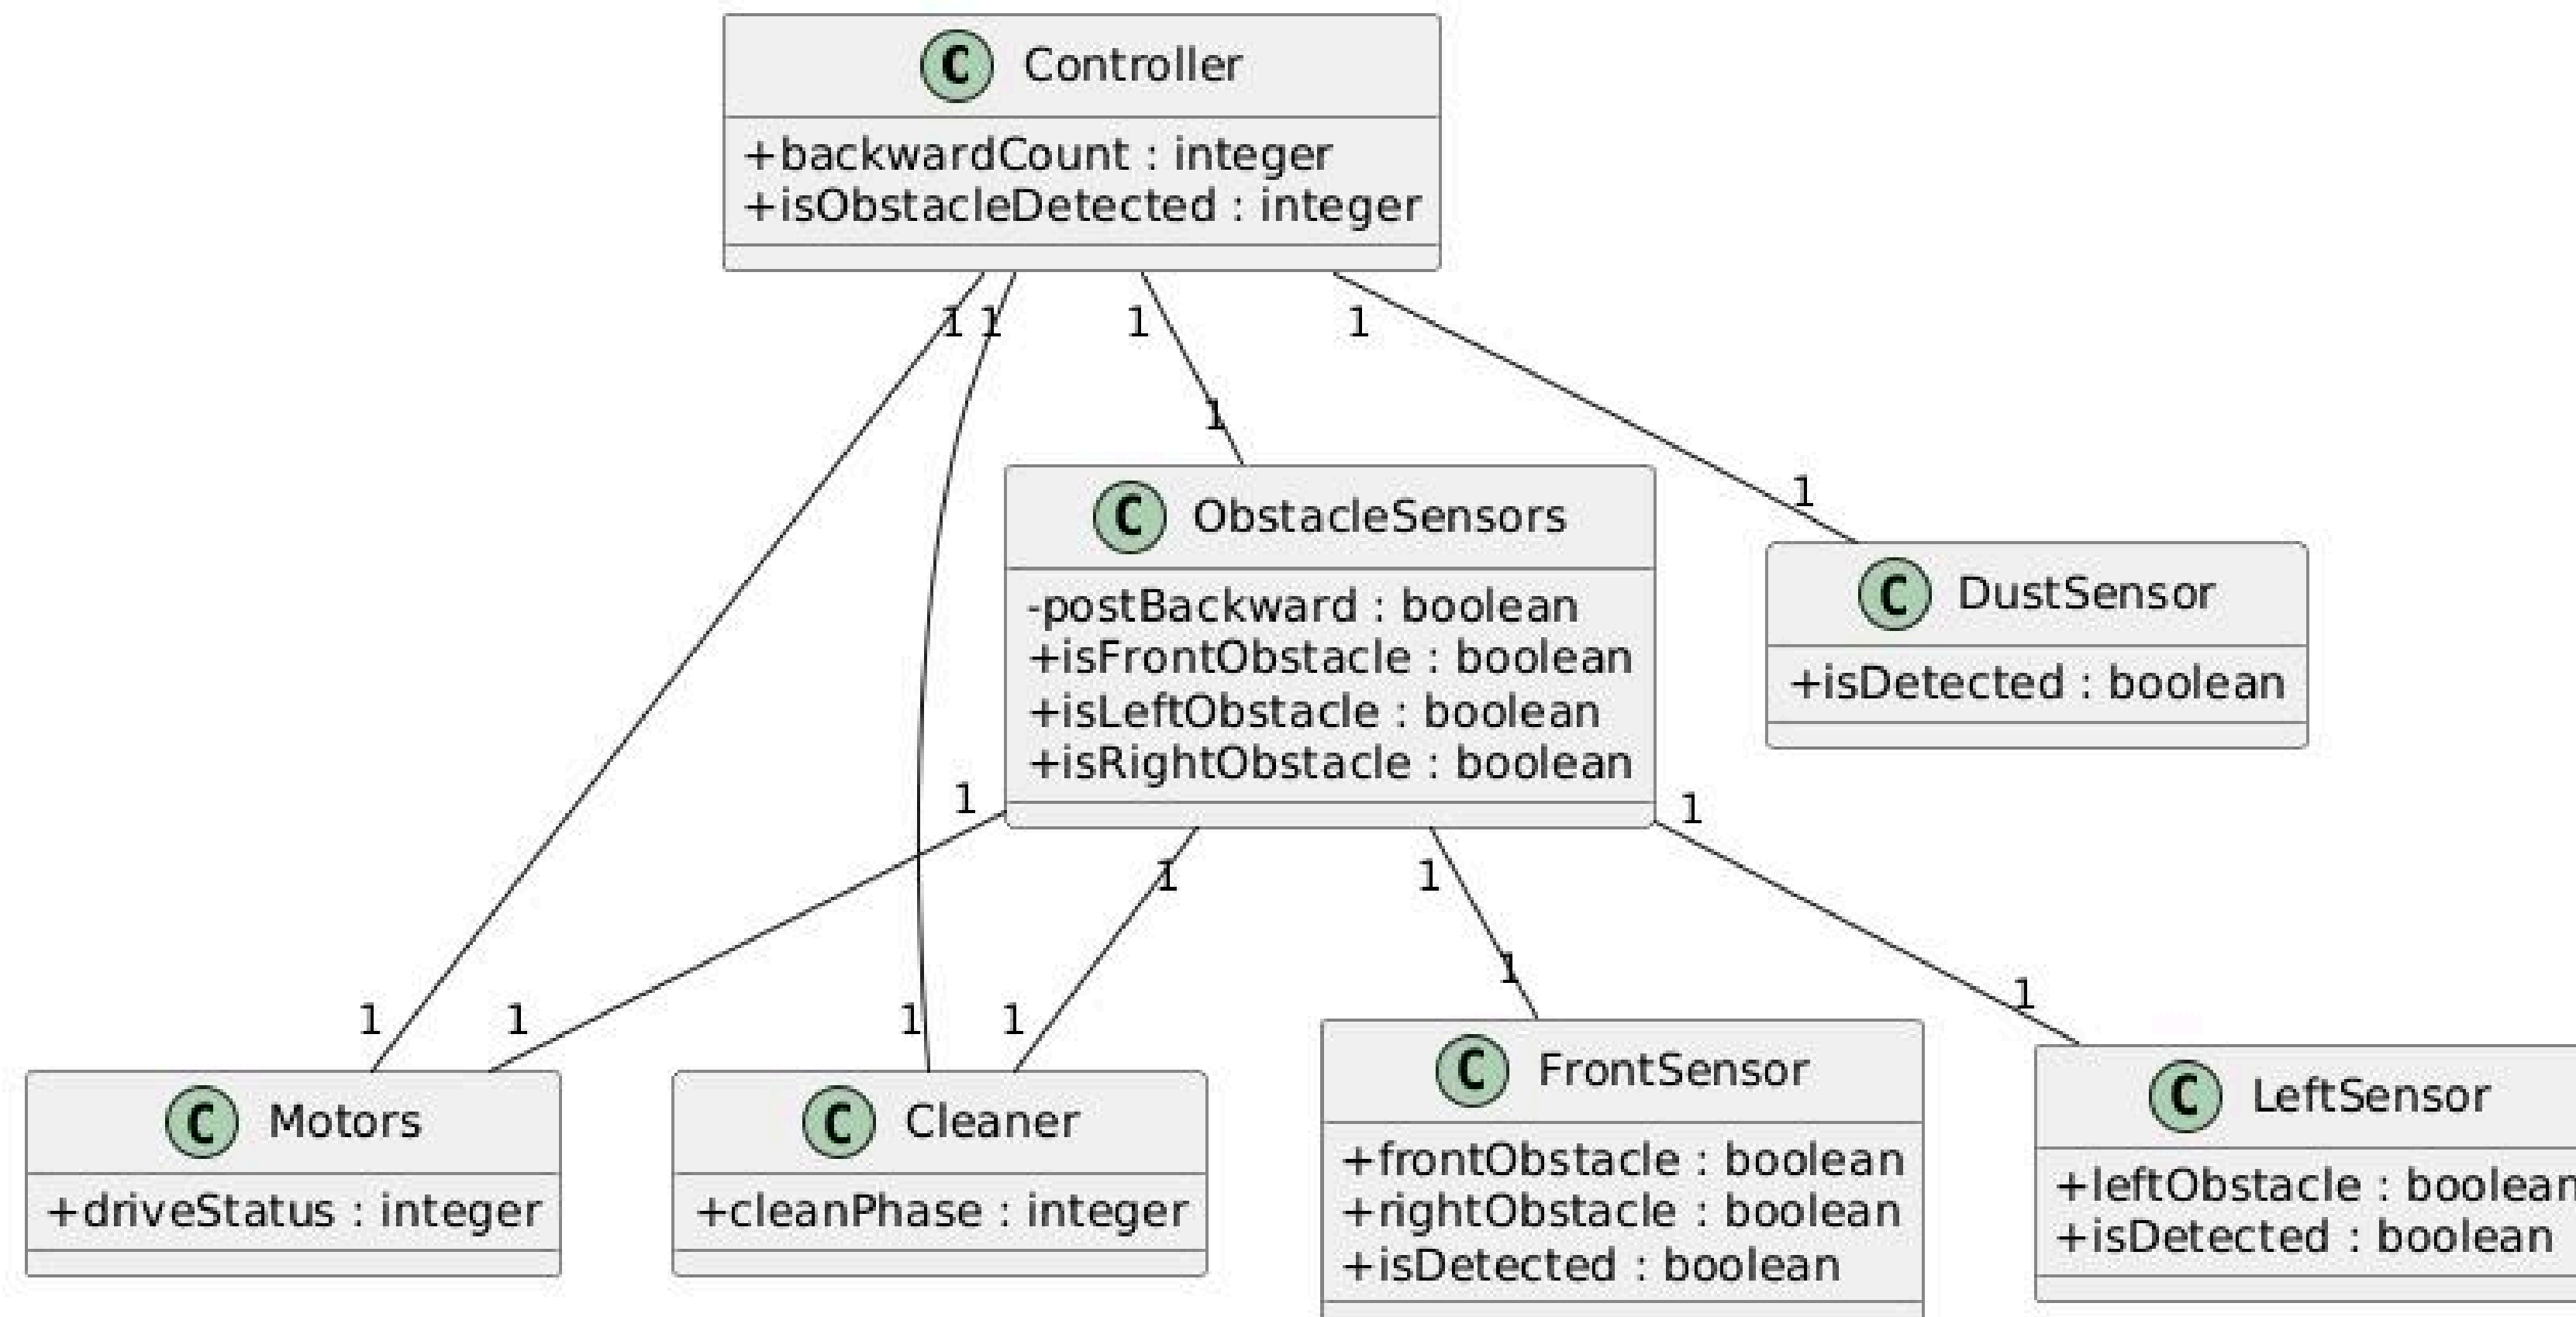 C Controller
+backwardCount : integer
+isObstacleDetected : integer
1 1 1 1
1
1
C ObstacleSensors
-postBackward : boolean
+isFrontObstacle : boolean
+isLeftObstacle : boolean
+isRightObstacle : boolean
C DustSensor
+isDetected : boolean
1 1
1 1
1
1
1 1 1 1
C Motors
+driveStatus : integer
C Cleaner
+cleanPhase : integer
C FrontSensor
+frontObstacle : boolean
+rightObstacle : boolean
+isDetected : boolean
C LeftSensor
+leftObstacle : boolean
+isDetected : boolean